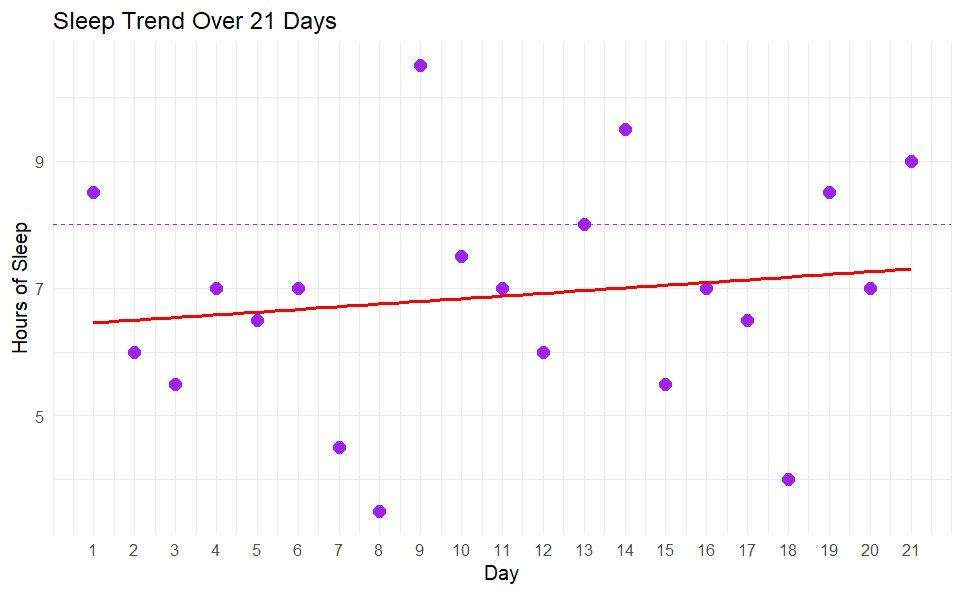 Sleep Trend Over 21 Days
Hours of Sleep
9
7
5
1 2 3 4 5 6 7 8 9 10 11 12 13 14 15 16 17 18 19 20 21
Day